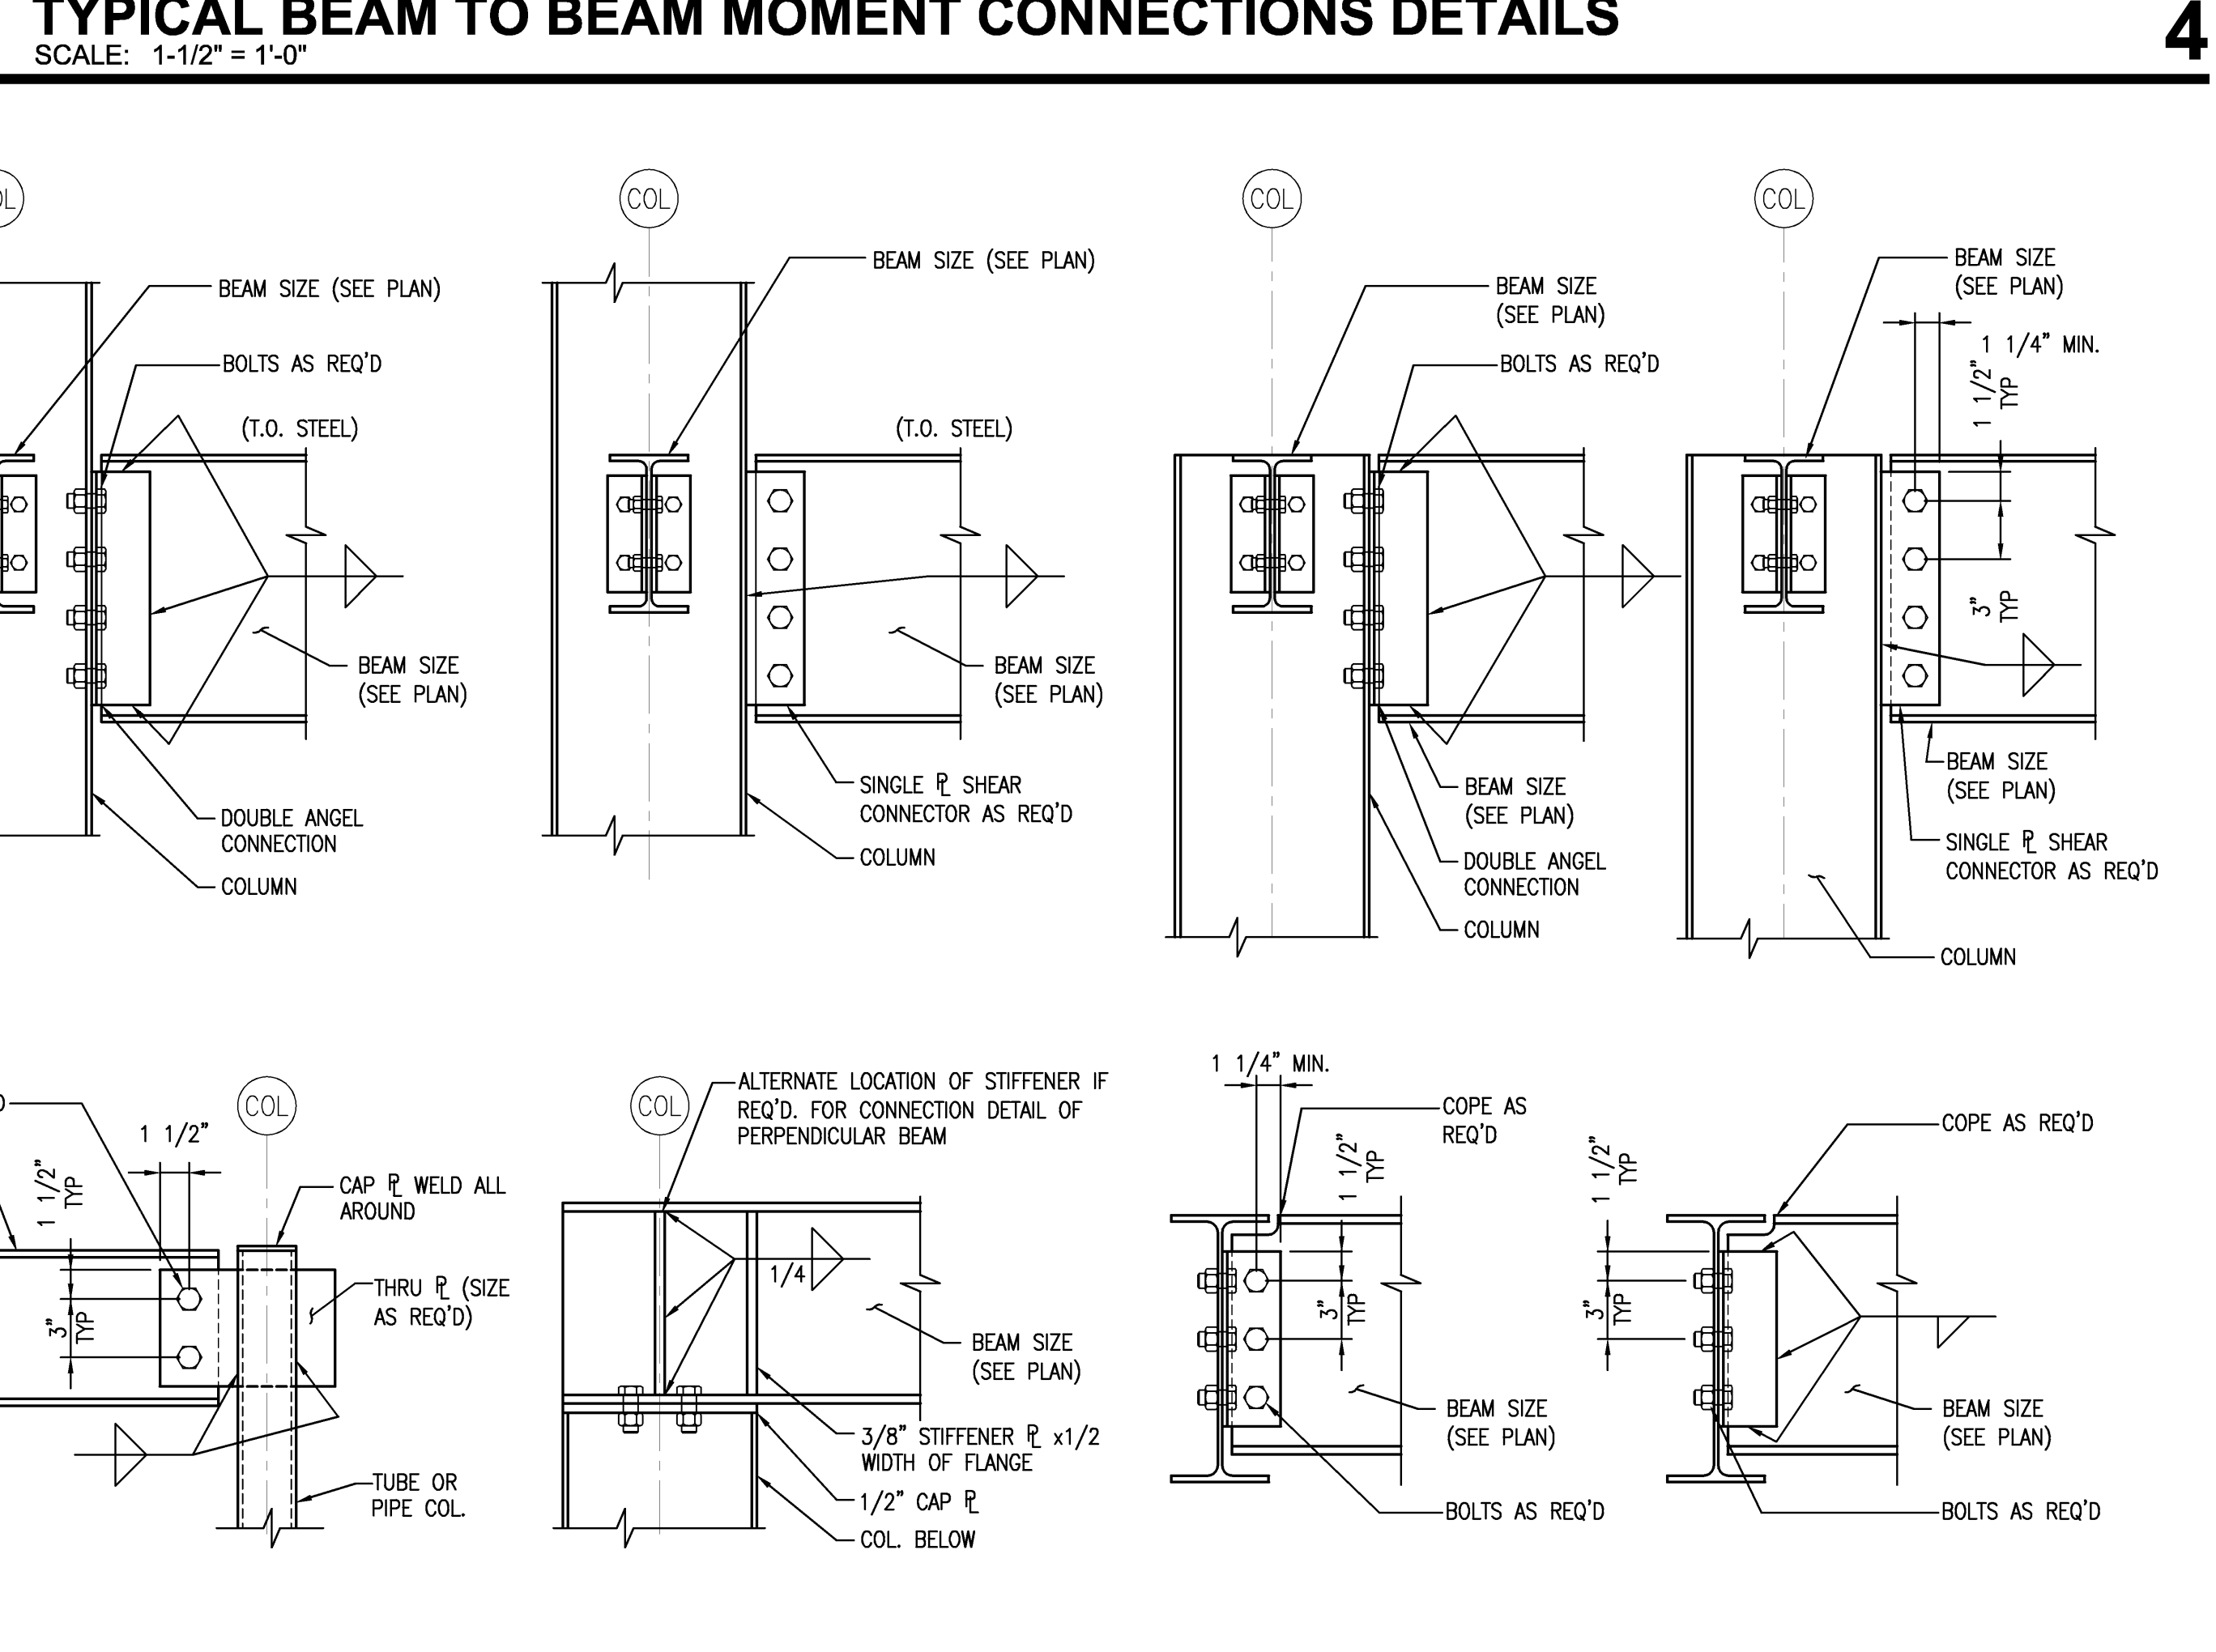 TYPICAL BEAM TO BEAM MOMENT CONNECTIONS DETAILS
4
SCALE: 1-1/2" = 1'-0"
COL
BEAM SIZE (SEE PLAN)
BOLTS AS REQ'D
(T.O. STEEL)
BEAM SIZE
(SEE PLAN)
DOUBLE ANGEL
CONNECTION
COLUMN
COL
BEAM SIZE (SEE PLAN)
(T.O. STEEL)
BEAM SIZE
(SEE PLAN)
SINGLE ⅊ SHEAR
CONNECTOR AS REQ'D
COLUMN
COL
BEAM SIZE
(SEE PLAN)
BOLTS AS REQ'D
BEAM SIZE
(SEE PLAN)
DOUBLE ANGEL
CONNECTION
COLUMN
COL
BEAM SIZE
(SEE PLAN)
1 1/4" MIN.
1 1/2"
TYP
3"
TYP
BEAM SIZE
(SEE PLAN)
SINGLE ⅊ SHEAR
CONNECTOR AS REQ'D
COLUMN
1 1/2"
1 1/2"
TYP
3"
TYP
COL
CAP ⅊ WELD ALL
AROUND
THRU ⅊ (SIZE
AS REQ'D)
TUBE OR
PIPE COL.
COL
ALTERNATE LOCATION OF STIFFENER IF
REQ'D. FOR CONNECTION DETAIL OF
PERPENDICULAR BEAM
1/4
BEAM SIZE
(SEE PLAN)
3/8" STIFFENER ⅊ x1/2
WIDTH OF FLANGE
1/2" CAP ⅊
COL. BELOW
1 1/4" MIN.
COPE AS
REQ'D
1 1/2"
TYP
3"
TYP
BEAM SIZE
(SEE PLAN)
BOLTS AS REQ'D
1 1/2"
TYP
3"
TYP
COPE AS REQ'D
BEAM SIZE
(SEE PLAN)
BOLTS AS REQ'D